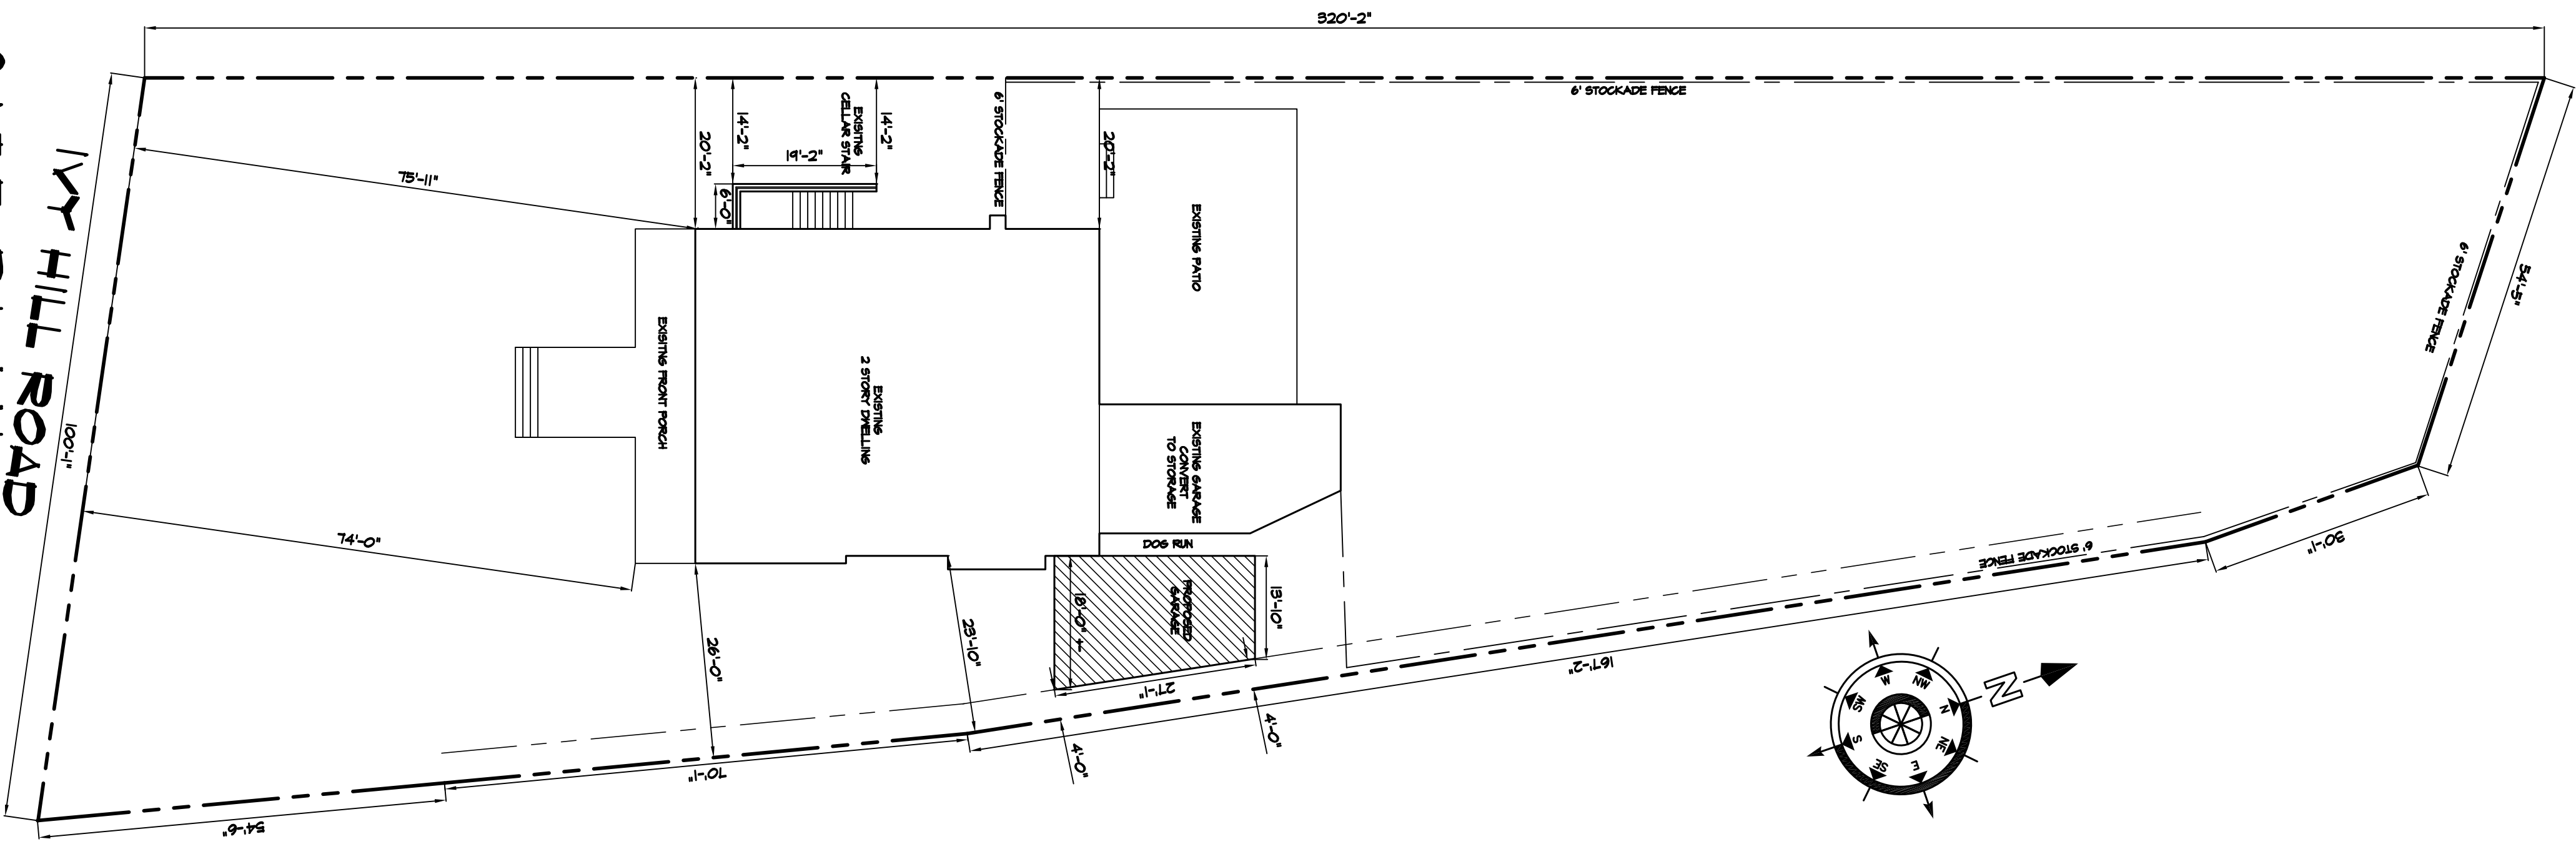 320'-2"
6' STOCKADE FENCE
IVY HILL ROAD
100'-1"
75'-11"
74'-0"
20'-2"
14'-2"
EXISITNG
CELLAR STAIR
14'-2"
19'-2"
6'-0"
6' STOCKADE FENCE
20'-2"
EXISTING PATIO
EXISITNG FRONT PORCH
EXISTING
2 STORY DWELLING
EXISTING GARAGE
CONVERT
TO STORAGE
DOG RUN
PROPOSED
GARAGE
13'-10"
18'-0" +-
27'-1"
23'-10"
26'-0"
4'-0"
4'-0"
54'-6"
70'-1"
167'-2"
6' STOCKADE FENCE
30'-1"
6' STOCKADE FENCE
54'-5"
N
N
NE
E
SE
S
SW
W
NW